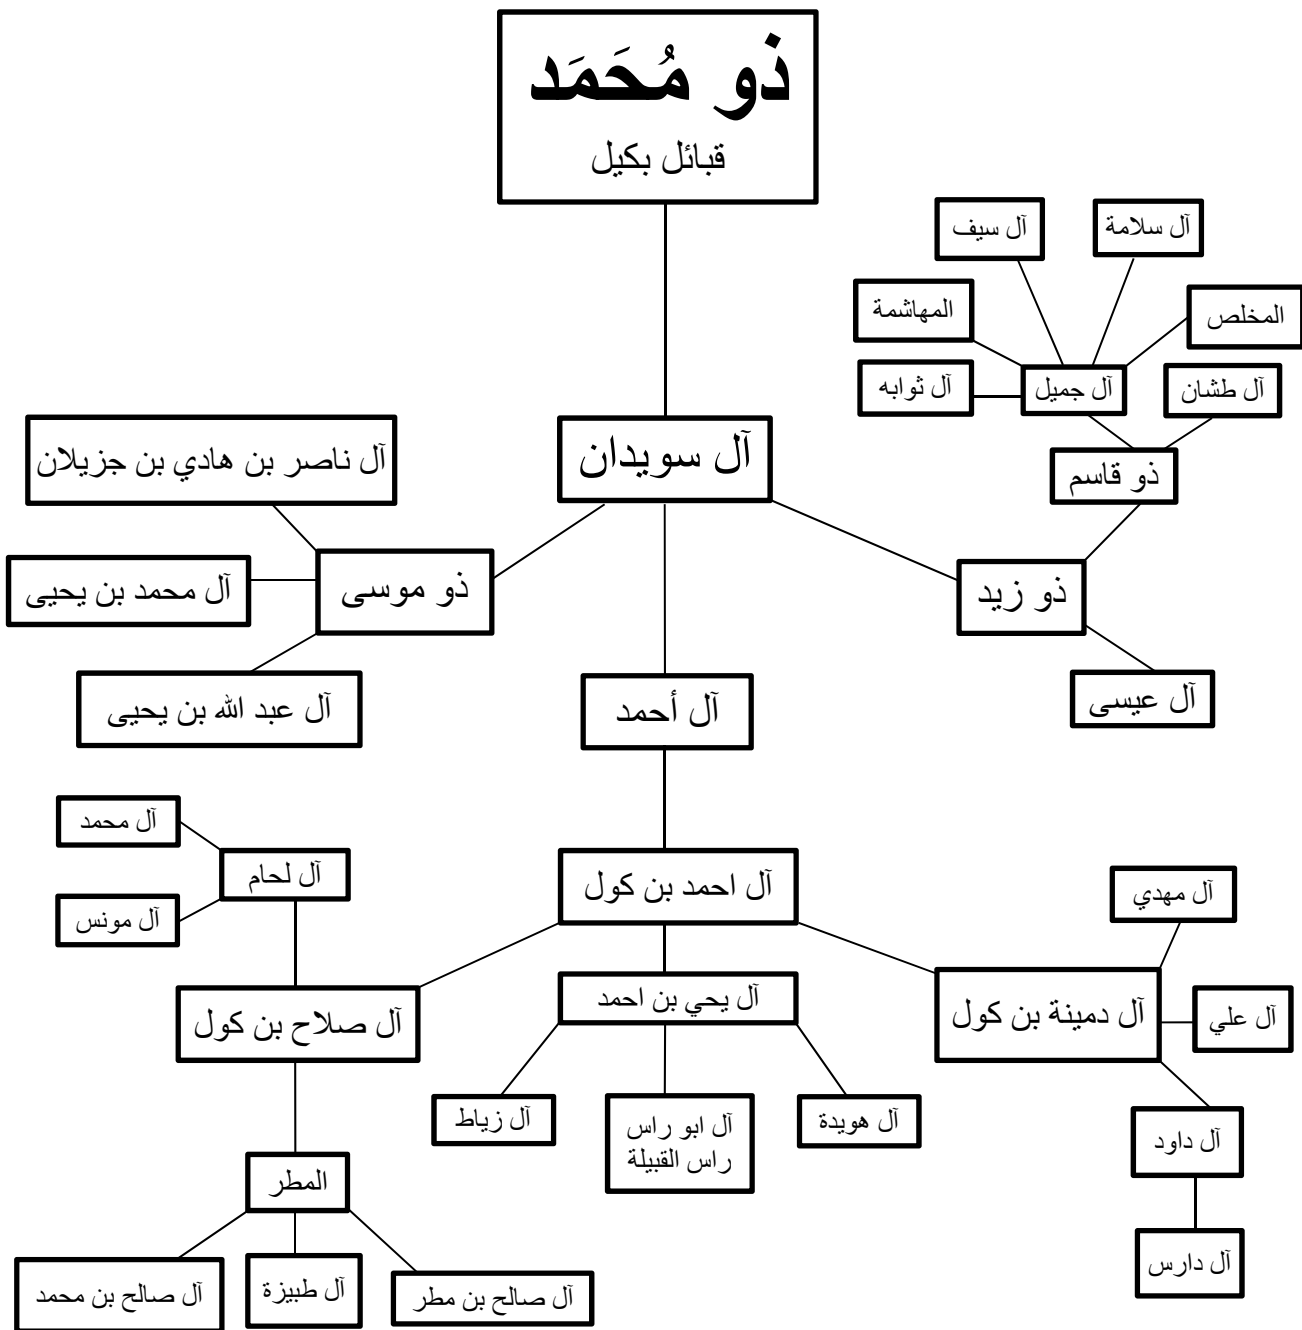 ذو مُحَمَد
قبائل بكيل
آل سلامة
آل سيف
المخلص
المهاشمة
آل طشان
آل جميل
آل ثوابه
آل سويدان
آل ناصر بن هادي بن جزيلان
ذو قاسم
ذو زيد
ذو موسى
آل محمد بن يحيى
آل عيسى
آل أحمد
آل عبد الله بن يحيى
آل محمد
آل لحام
آل مونس
آل احمد بن كول
آل مهدي
آل علي
آل دمينة بن كول
آل يحي بن احمد
آل صلاح بن كول
آل داود
آل هويدة
آل ابو راس
راس القبيلة
آل زياط
المطر
آل دارس
آل صالح بن مطر
آل طبيزة
آل صالح بن محمد